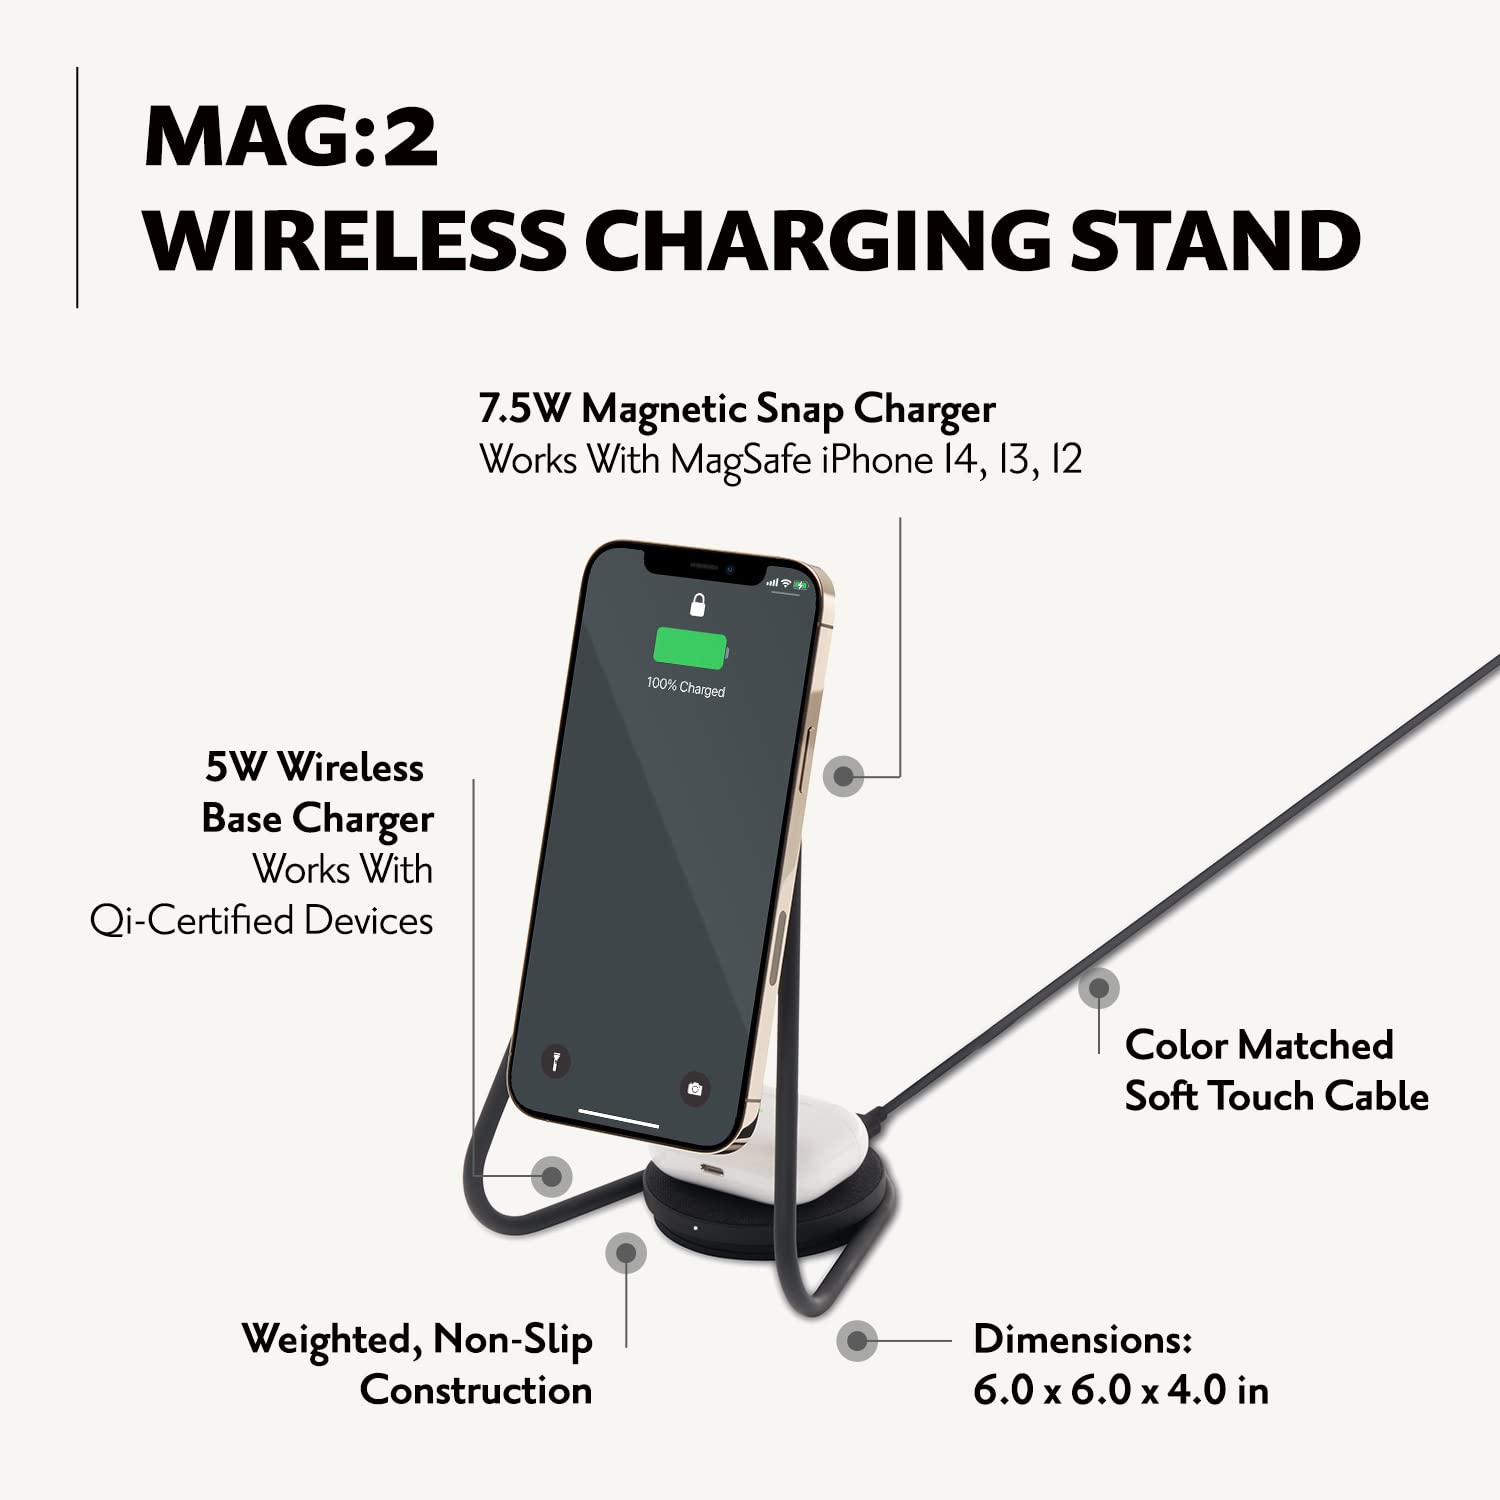 MAG:2
WIRELESS CHARGING STAND
7.5W Magnetic Snap Charger
Works With MagSafe iPhone 14, 13, 12
100% Charged
5W Wireless
Base Charger
Works With
Qi-Certified Devices
Color Matched
Soft Touch Cable
Weighted, Non-Slip
Construction
Dimensions:
6.0 x 6.0 x 4.0 in